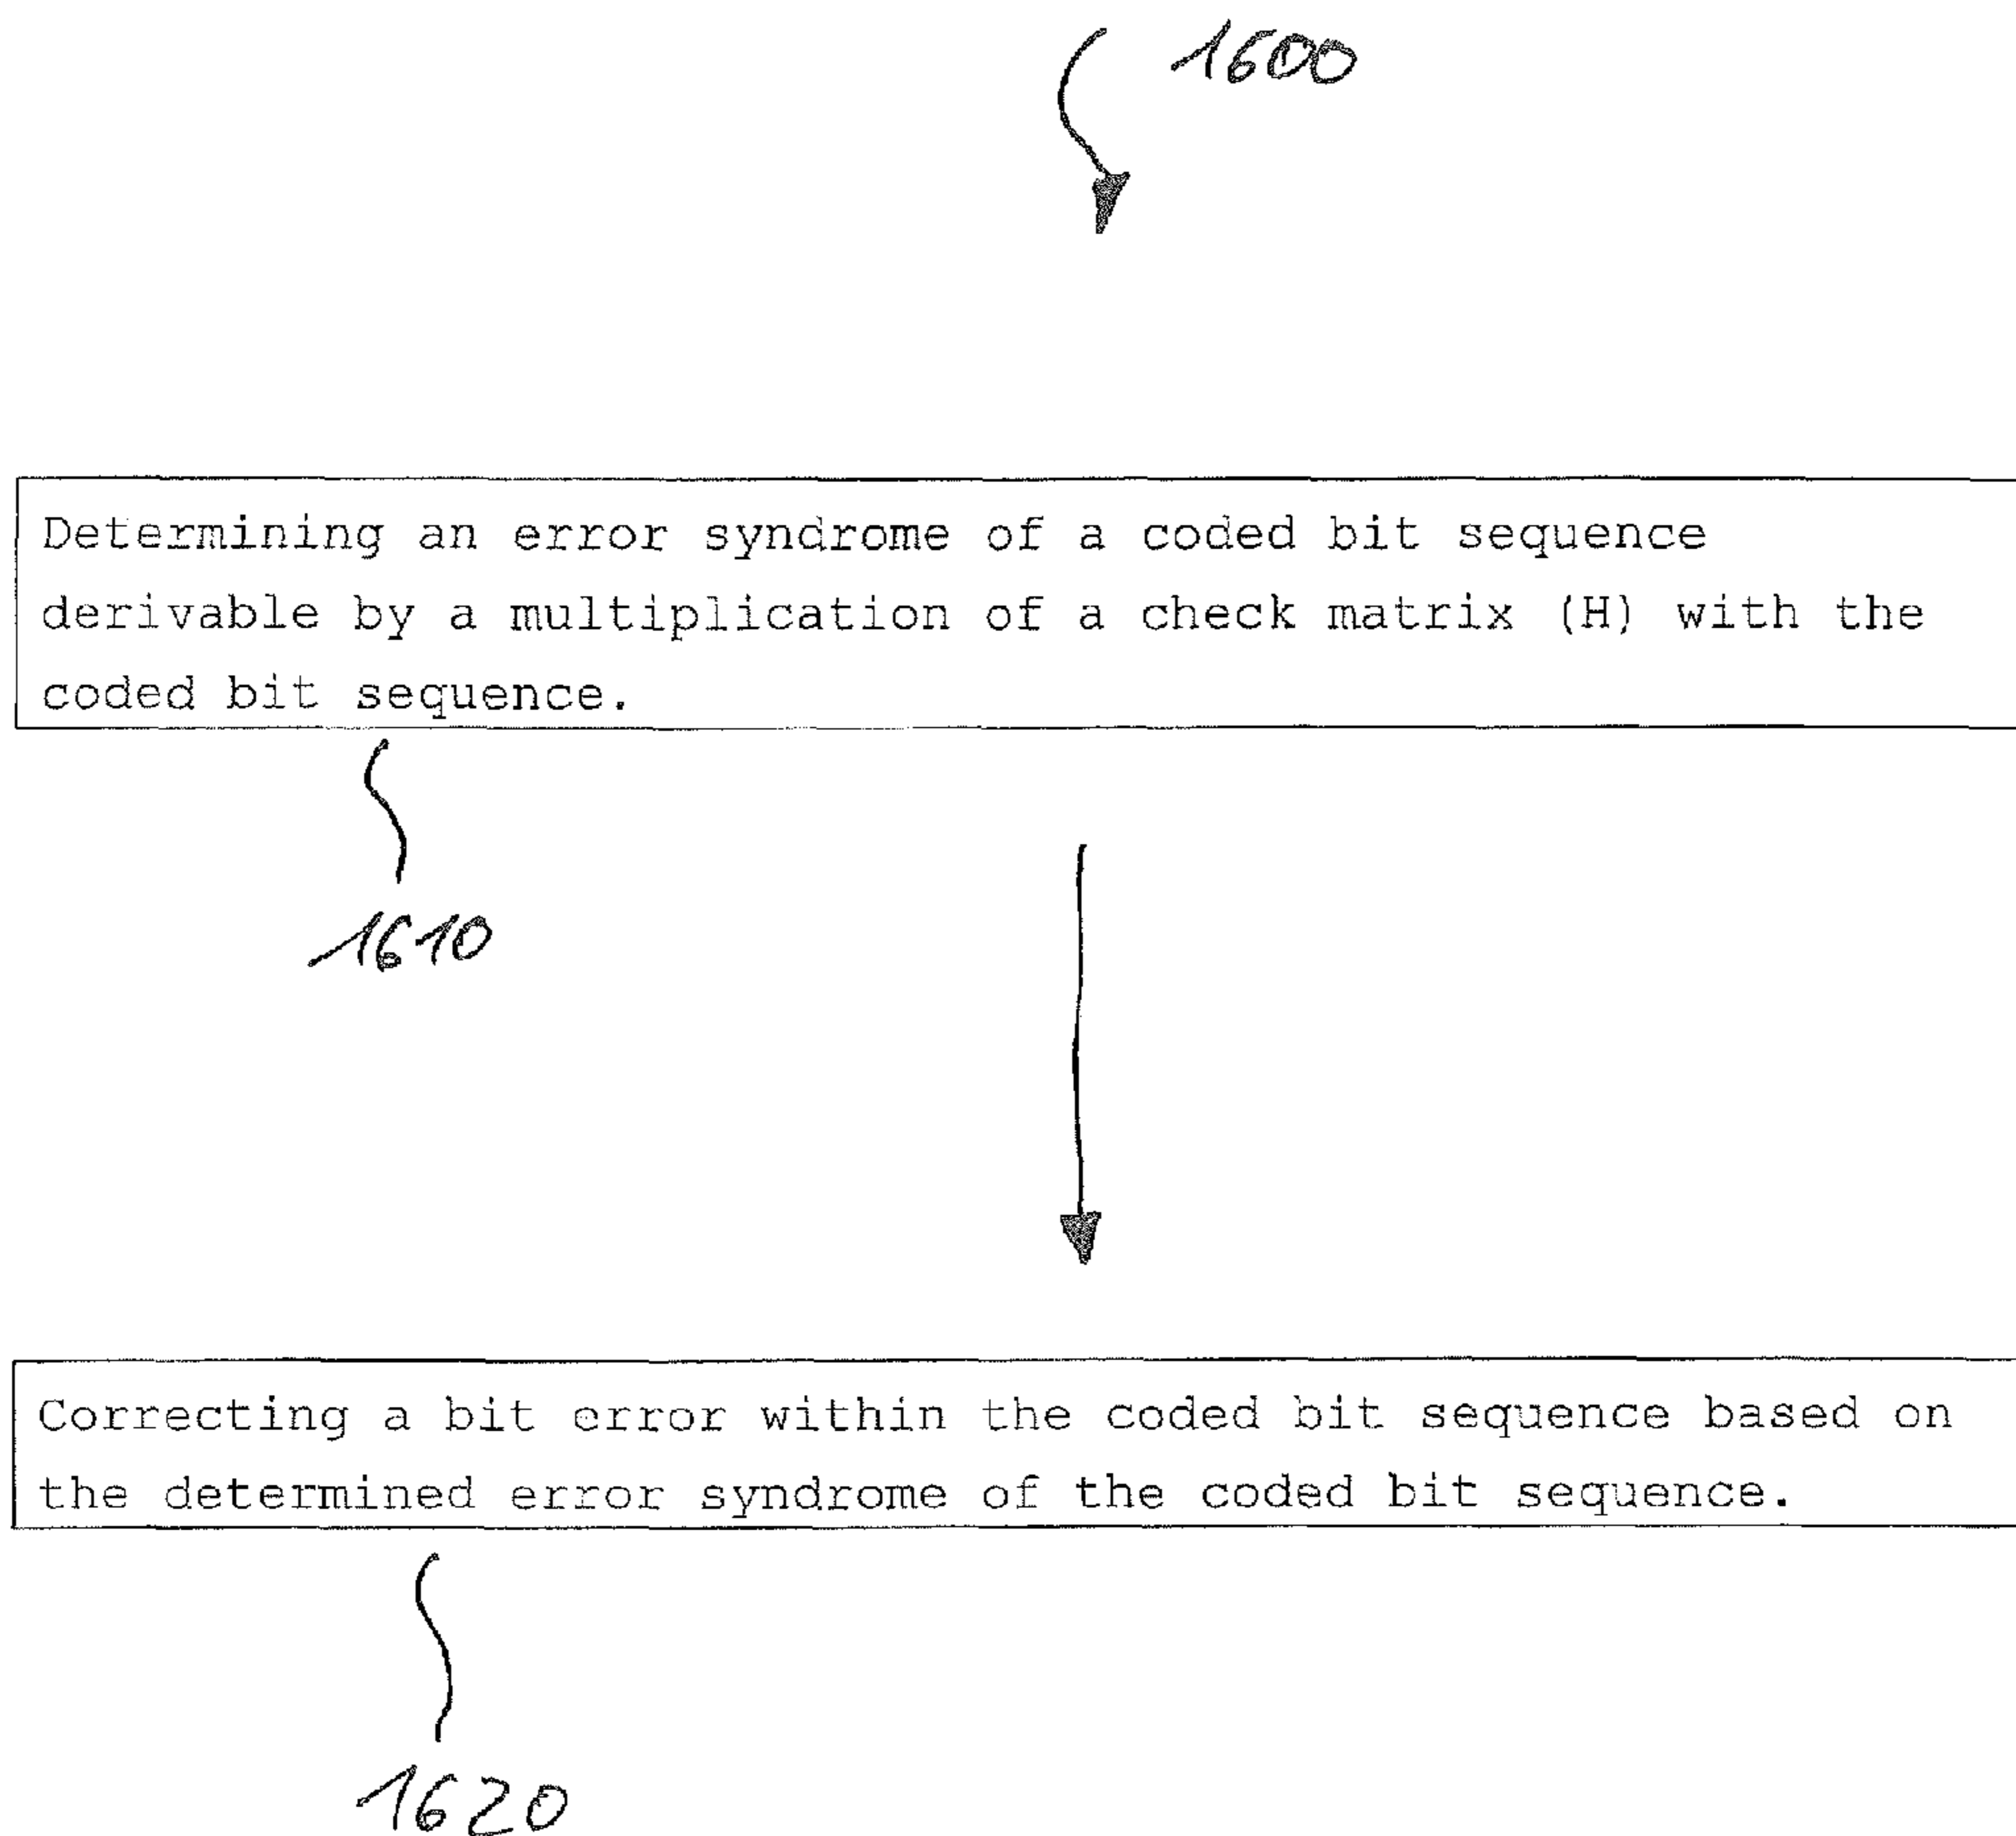 1600
Determining an error syndrome of a coded bit sequence
derivable by a multiplication of a check matrix (H) with the
coded bit sequence.
1610
Correcting a bit error within the coded bit sequence based on
the determined error syndrome of the coded bit sequence.
1620